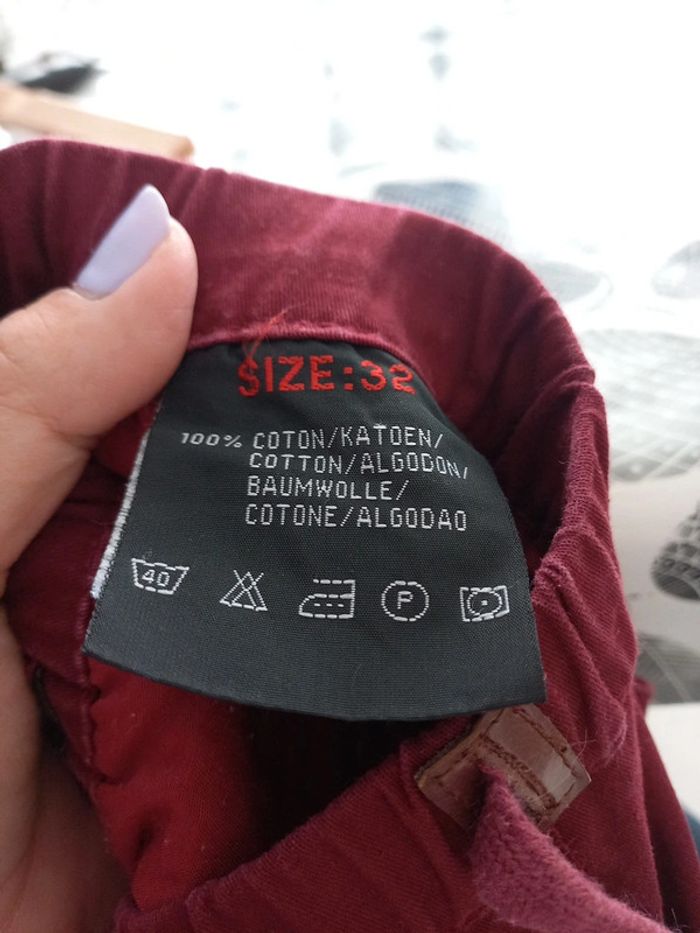 SIZE:32
100% COTON/KATOEN/
COTTON/ALGODON/
BAUMWOLLE/
COTONE/ALGODAO
40
P